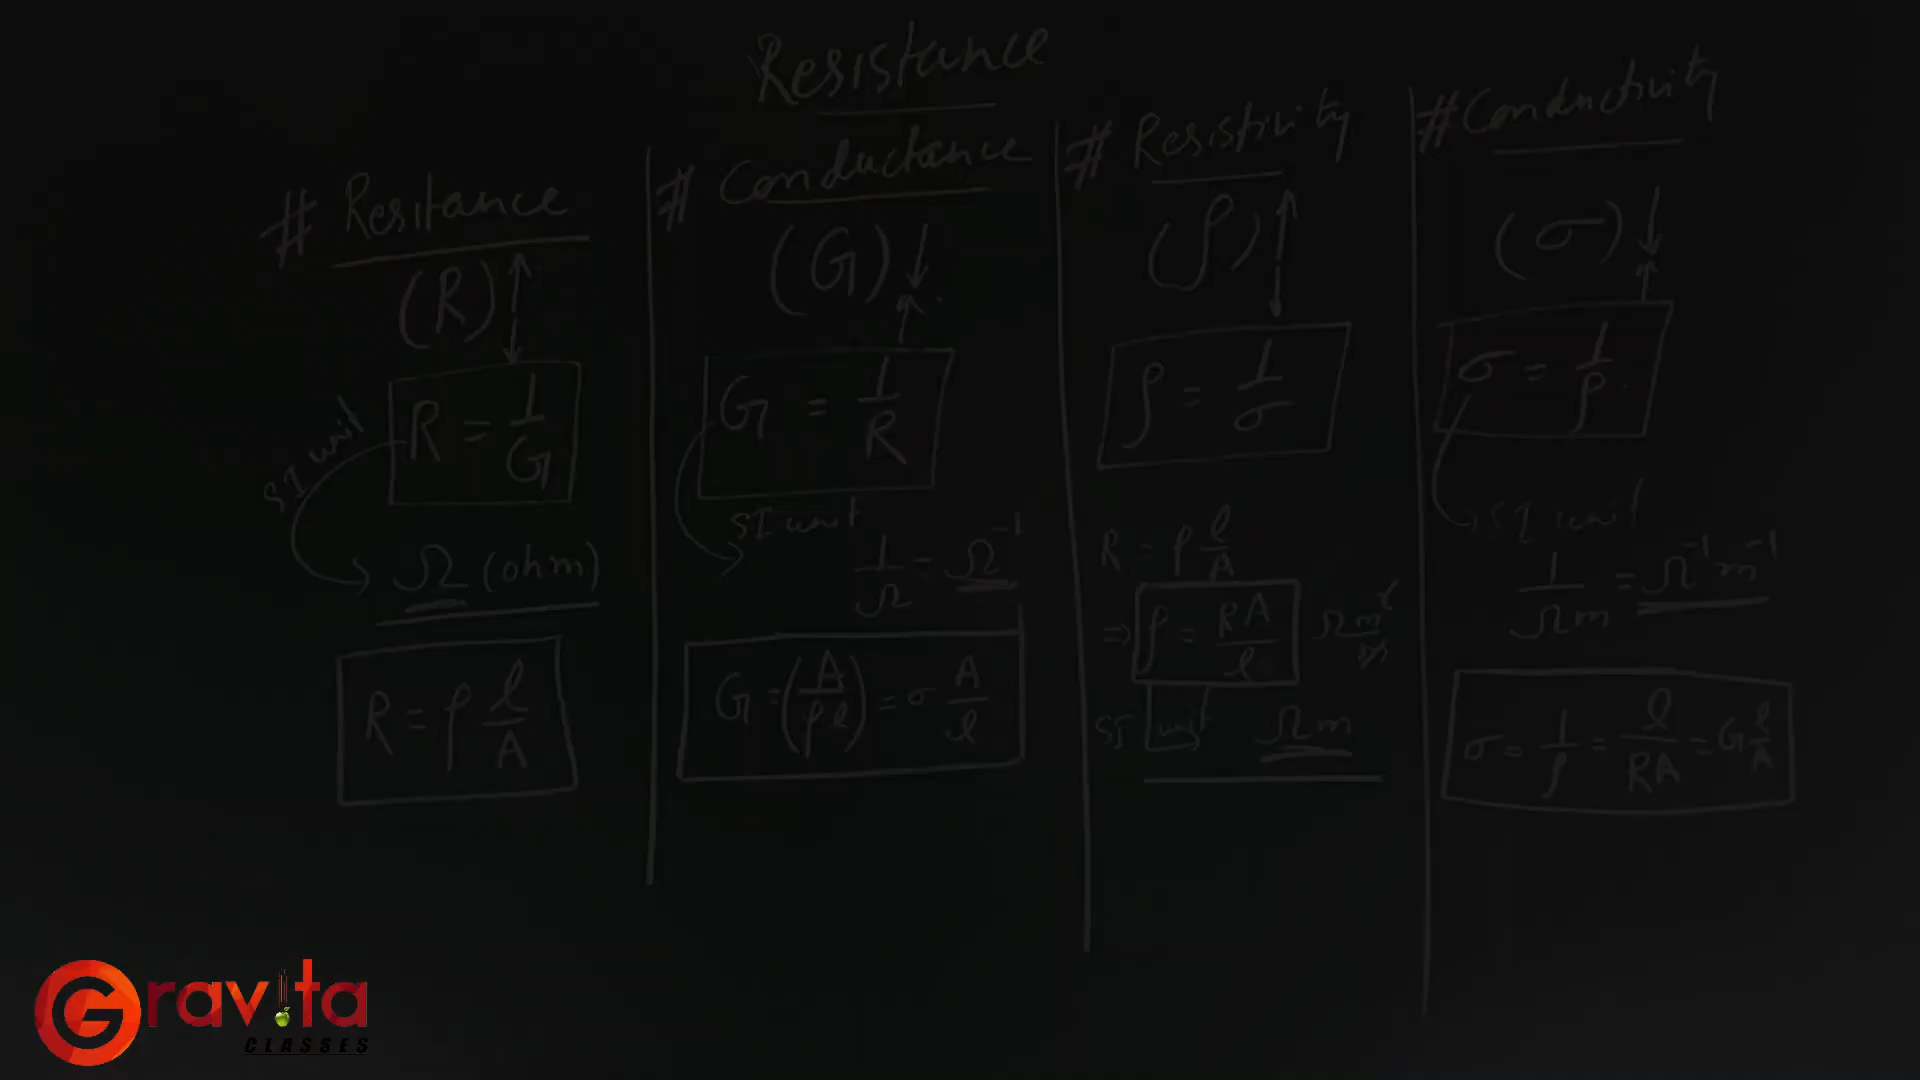 Resistance
# Resitance
(R)
R = 1/G
SI unit
Ω (ohm)
R = ρ l/A
# Conductance
(G)
G = 1/R
SI unit
1/Ω = Ω⁻¹
G = (A/ρl) = σ A/l
# Resistivity
(ρ)
ρ = 1/σ
R = ρ l/A
⇒ ρ = RA/l Ω m²/m
SI unit Ωm
# Conductivity
(σ)
σ = 1/ρ
SI unit
1/Ωm = Ω⁻¹m⁻¹
σ = 1/ρ = l/RA = G l/A
Gravita
CLASSES